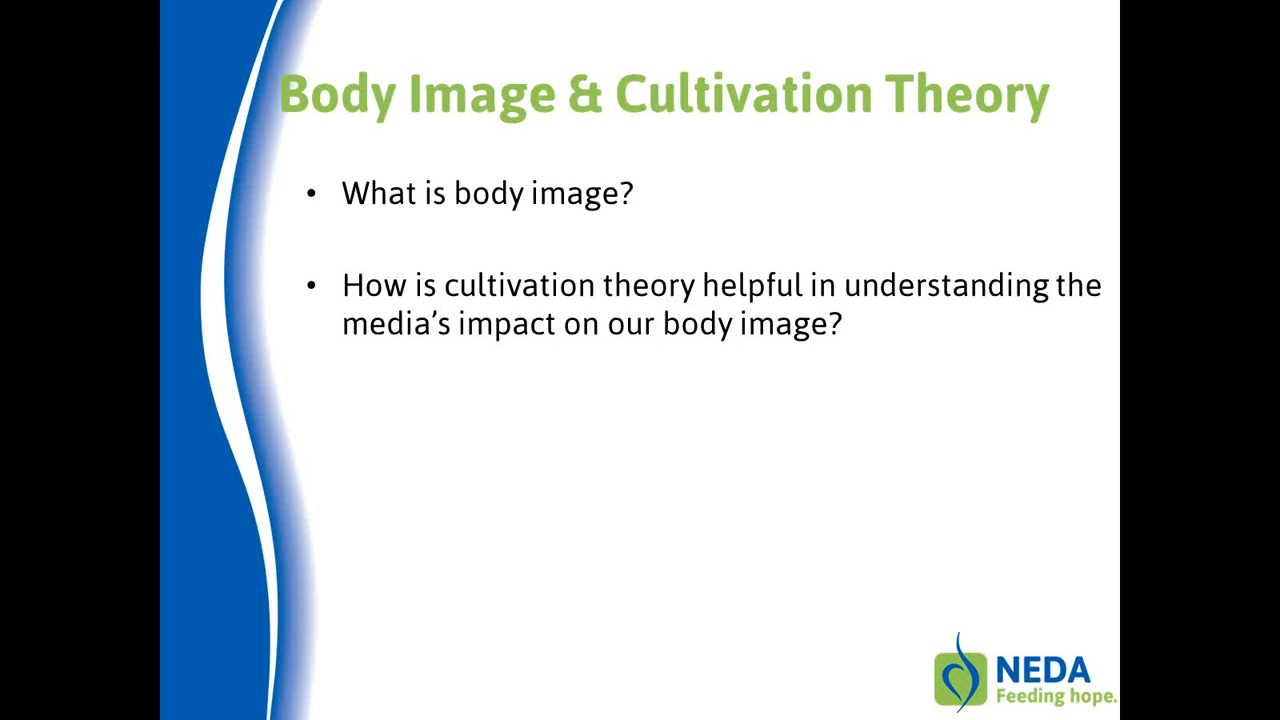 Body Image & Cultivation Theory
• What is body image?
• How is cultivation theory helpful in understanding the
media’s impact on our body image?
NEDA
Feeding hope.